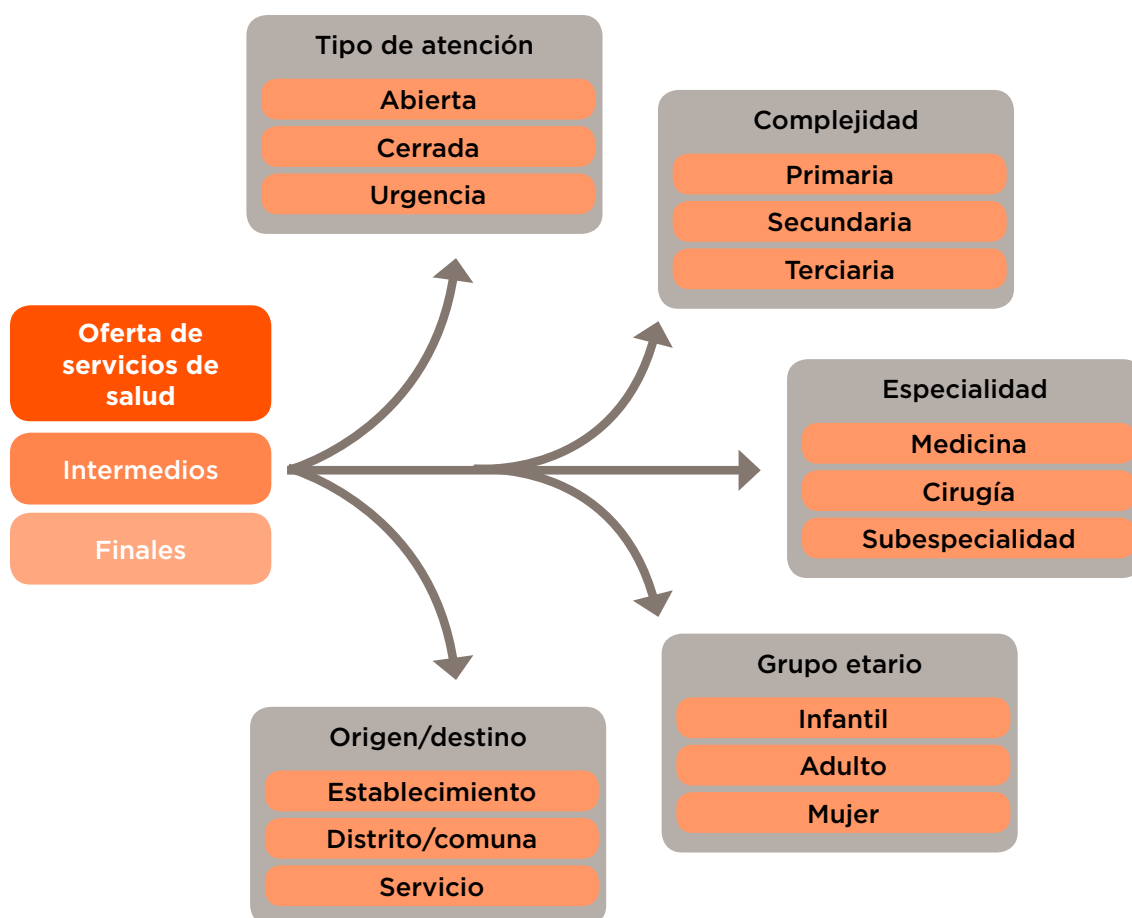 Tipo de atención
Abierta
Cerrada
Urgencia
Complejidad
Primaria
Secundaria
Terciaria
Oferta de
servicios de
salud
Intermedios
Finales
Especialidad
Medicina
Cirugía
Subespecialidad
Grupo etario
Infantil
Adulto
Mujer
Origen/destino
Establecimiento
Distrito/comuna
Servicio